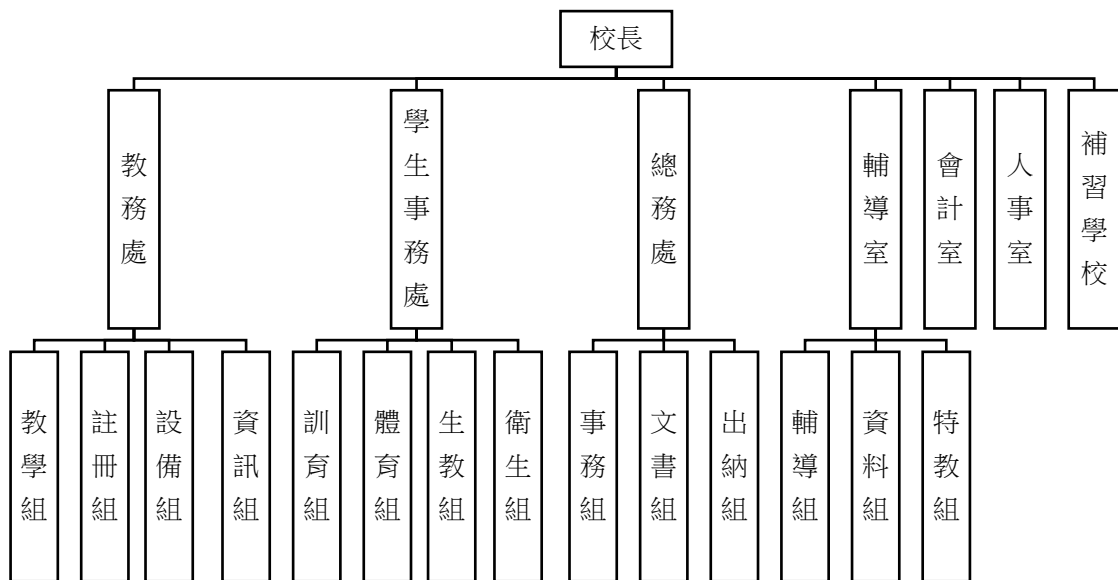 校長
教務處
學生事務處
總務處
輔導室
會計室
人事室
補習學校
教學組
註冊組
設備組
資訊組
訓育組
體育組
生教組
衛生組
事務組
文書組
出納組
輔導組
資料組
特教組